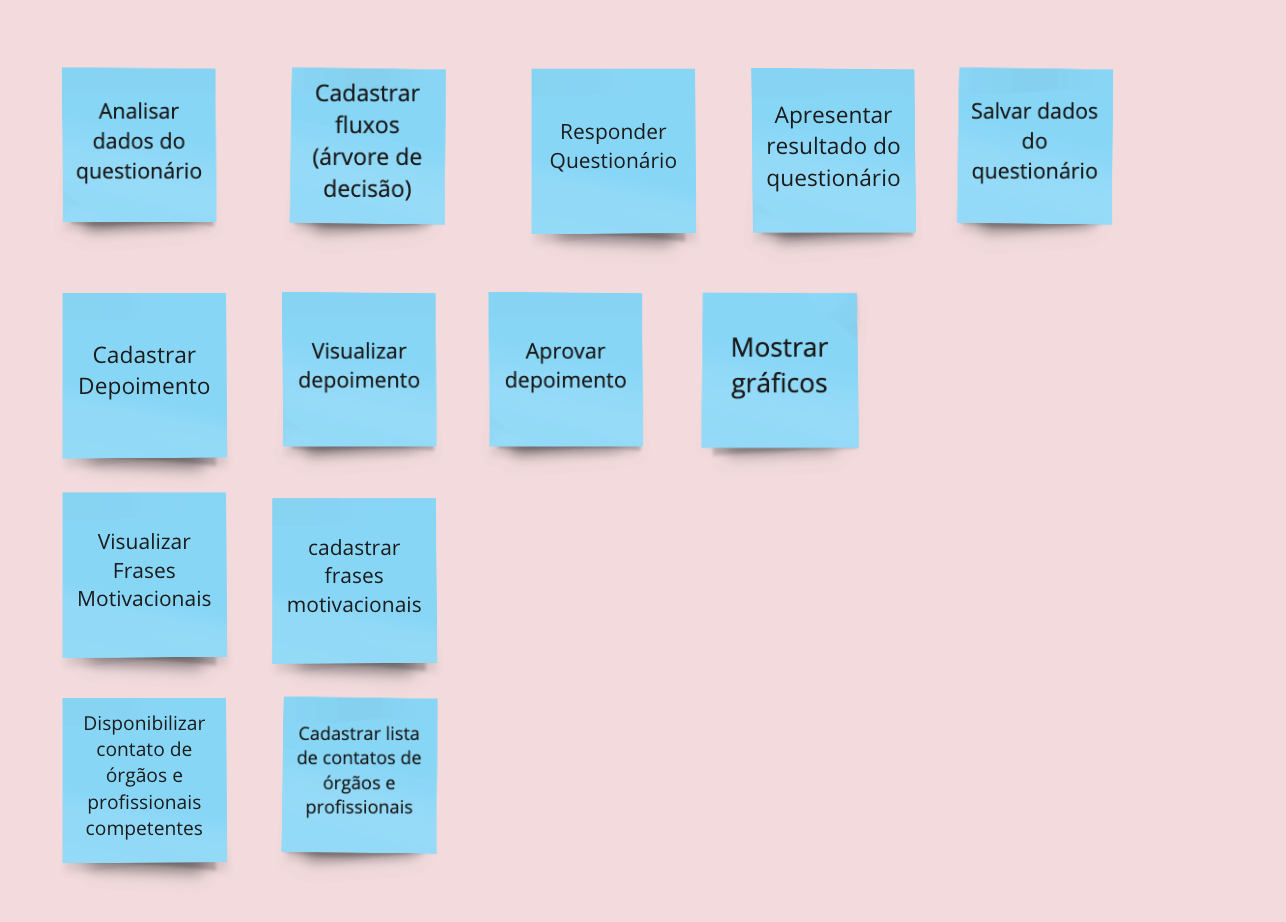 Analisar
dados do
questionário
Cadastrar
fluxos
(árvore de
decisão)
Responder
Questionário
Apresentar
resultado do
questionário
Salvar dados
do
questionário
Cadastrar
Depoimento
Visualizar
depoimento
Aprovar
depoimento
Mostrar
gráficos
Visualizar
Frases
Motivacionais
cadastrar
frases
motivacionais
Disponibilizar
contato de
órgãos e
profissionais
competentes
Cadastrar lista
de contatos de
órgãos e
profissionais